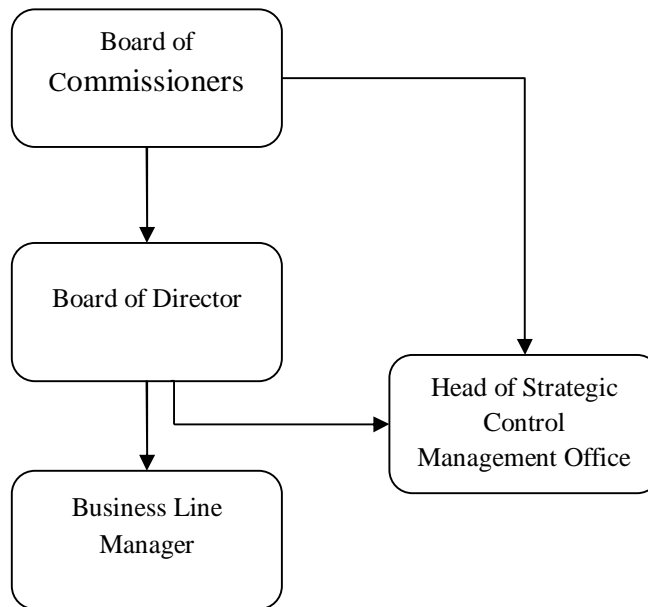 Board of
Commissioners
Board of Director
Head of Strategic
Control
Management Office
Business Line
Manager